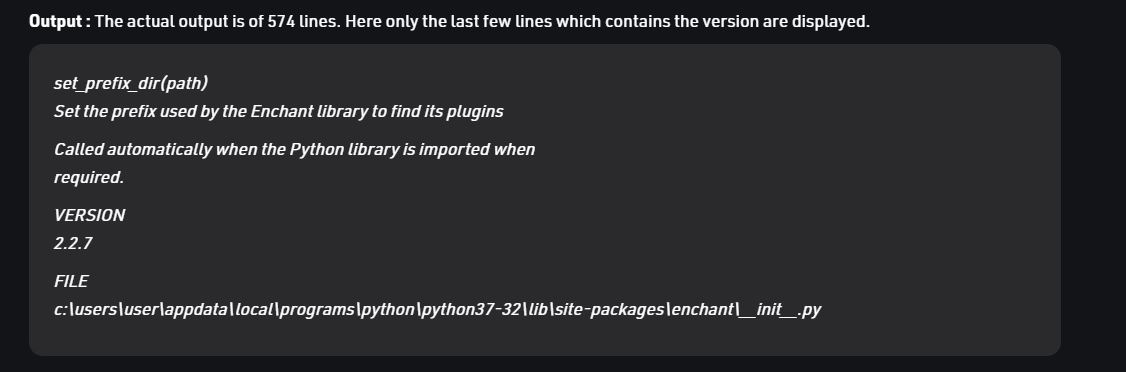 Output : The actual output is of 574 lines. Here only the last few lines which contains the version are displayed.
set_prefix_dir(path)
Set the prefix used by the Enchant library to find its plugins
Called automatically when the Python library is imported when
required.
VERSION
2.2.7
FILE
c:\users\user\appdata\local\programs\python\python37-32\lib\site-packages\enchant\__init__.py